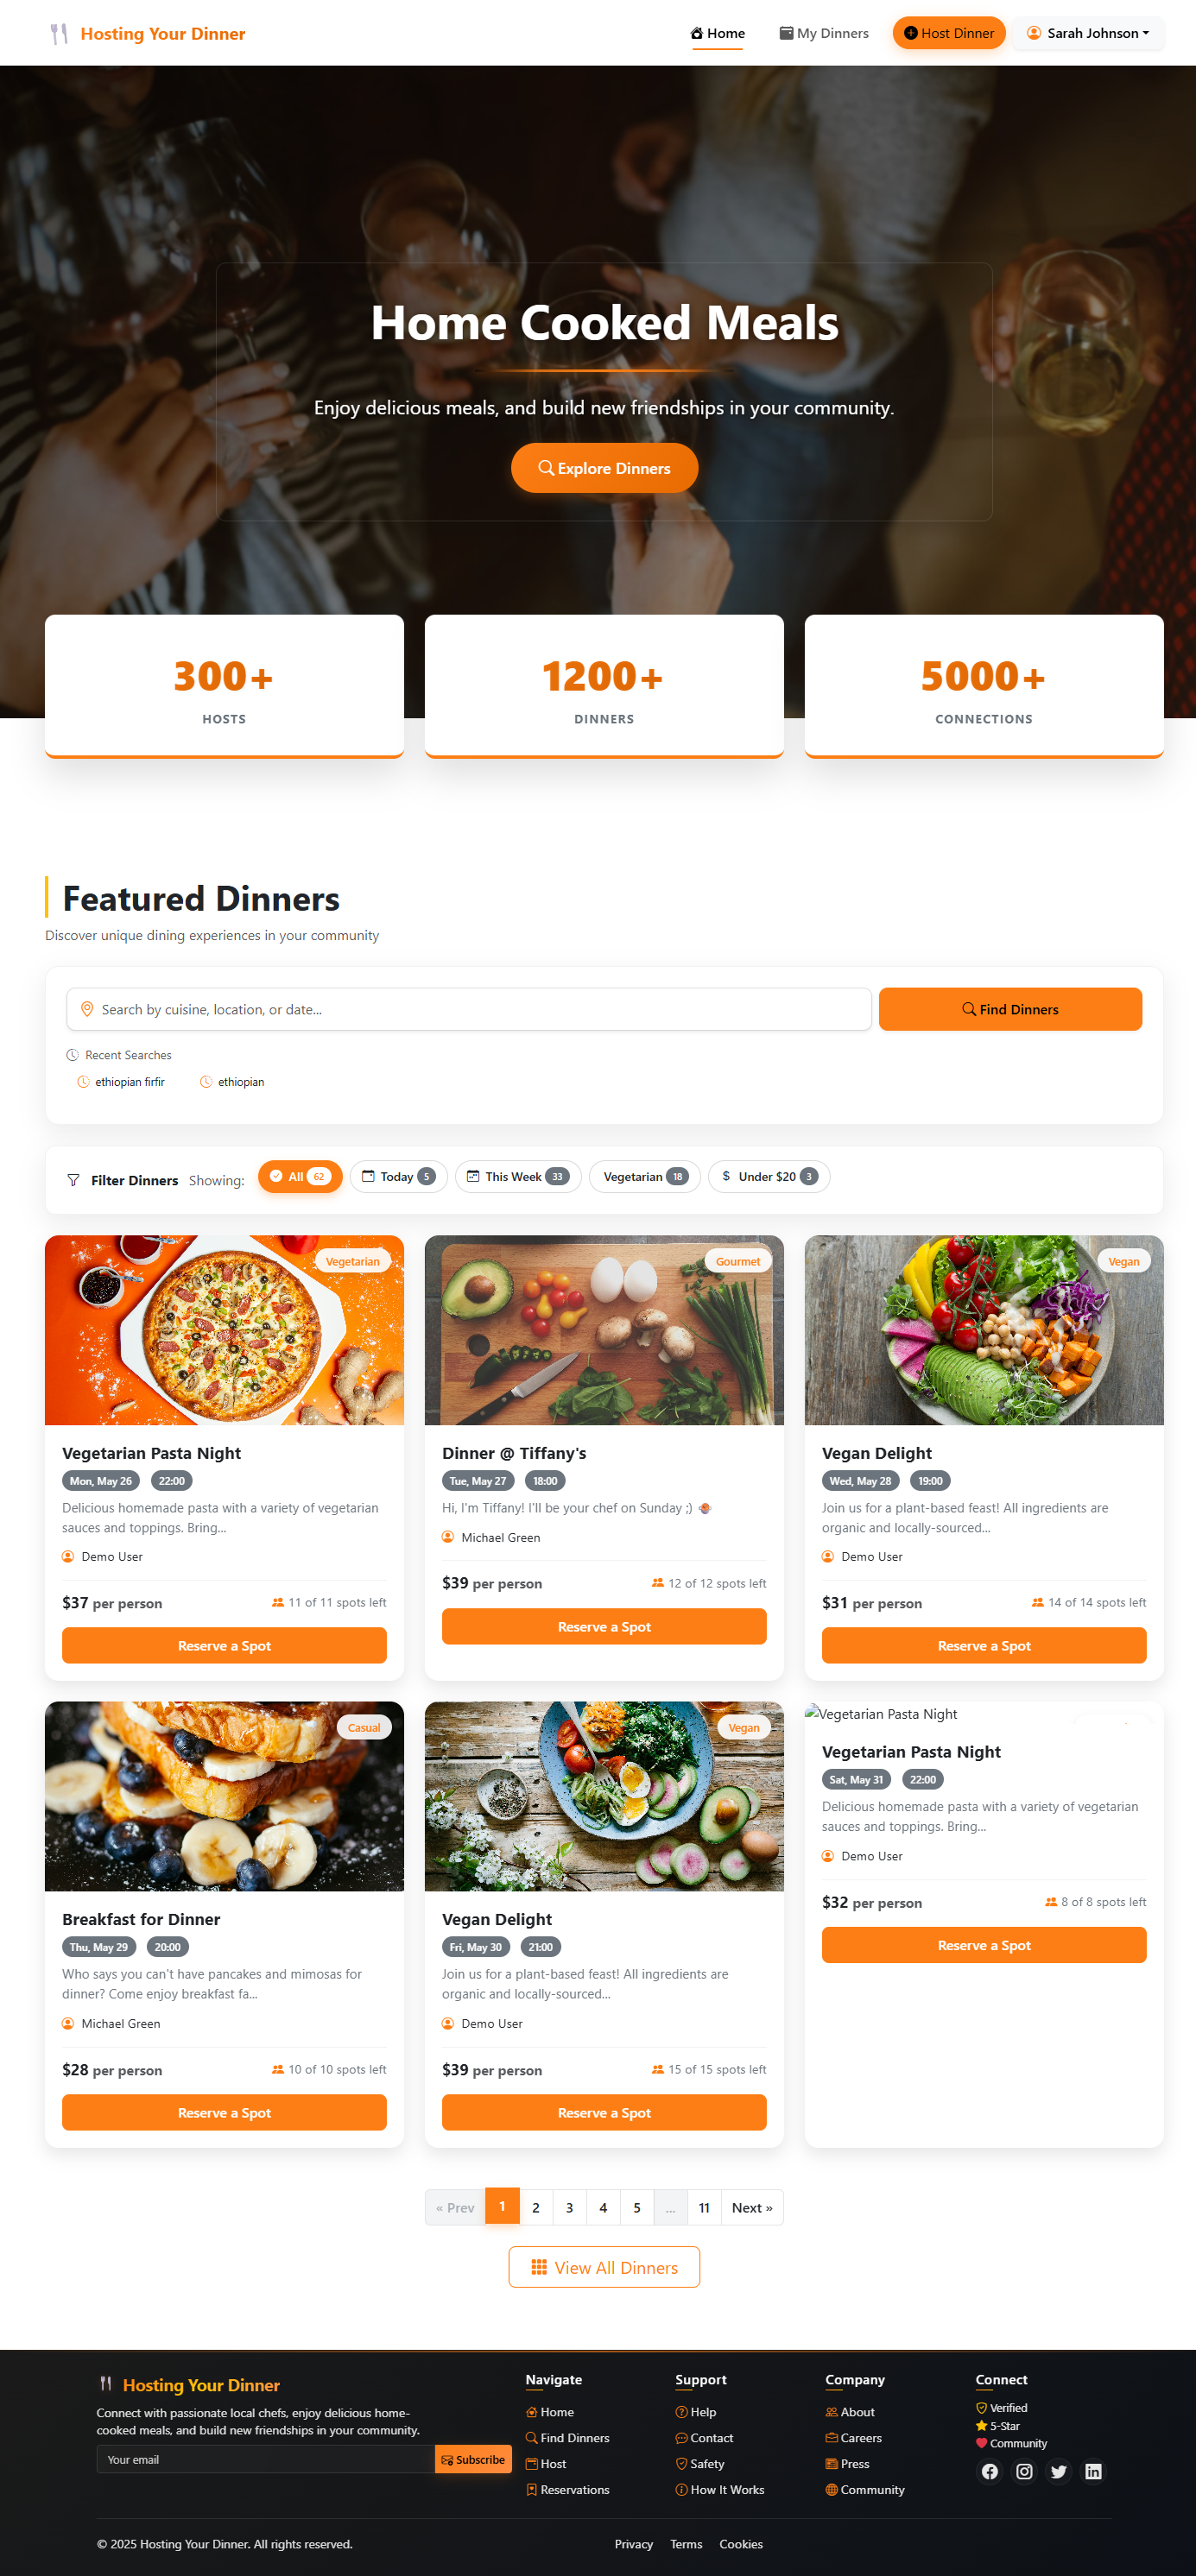 Hosting Your Dinner
Home
My Dinners
Host Dinner
Sarah Johnson
Home Cooked Meals
Enjoy delicious meals, and build new friendships in your community.
Explore Dinners
300+
HOSTS
1200+
DINNERS
5000+
CONNECTIONS
Featured Dinners
Discover unique dining experiences in your community
Search by cuisine, location, or date...
Find Dinners
Recent Searches
ethiopian firfir
ethiopian
Filter Dinners
Showing:
All 62
Today 5
This Week 33
Vegetarian 18
$ Under $20 3
Vegetarian
Vegetarian Pasta Night
Mon, May 26
22:00
Delicious homemade pasta with a variety of vegetarian
sauces and toppings. Bring...
Demo User
$37 per person
11 of 11 spots left
Reserve a Spot
Gourmet
Dinner @ Tiffany's
Tue, May 27
18:00
Hi, I'm Tiffany! I'll be your chef on Sunday ;)
Michael Green
$39 per person
12 of 12 spots left
Reserve a Spot
Vegan
Vegan Delight
Wed, May 28
19:00
Join us for a plant-based feast! All ingredients are
organic and locally-sourced...
Demo User
$31 per person
14 of 14 spots left
Reserve a Spot
Casual
Breakfast for Dinner
Thu, May 29
20:00
Who says you can't have pancakes and mimosas for
dinner? Come enjoy breakfast fa...
Michael Green
$28 per person
10 of 10 spots left
Reserve a Spot
Vegan
Vegan Delight
Fri, May 30
21:00
Join us for a plant-based feast! All ingredients are
organic and locally-sourced...
Demo User
$39 per person
15 of 15 spots left
Reserve a Spot
Vegetarian Pasta Night
Vegetarian Pasta Night
Sat, May 31
22:00
Delicious homemade pasta with a variety of vegetarian
sauces and toppings. Bring...
Demo User
$32 per person
8 of 8 spots left
Reserve a Spot
« Prev
1
2
3
4
5
...
11
Next »
View All Dinners
Hosting Your Dinner
Connect with passionate local chefs, enjoy delicious home-
cooked meals, and build new friendships in your community.
Your email
Subscribe
Navigate
Home
Find Dinners
Host
Reservations
Support
Help
Contact
Safety
How It Works
Company
About
Careers
Press
Community
Connect
Verified
5-Star
Community
© 2025 Hosting Your Dinner. All rights reserved.
Privacy
Terms
Cookies